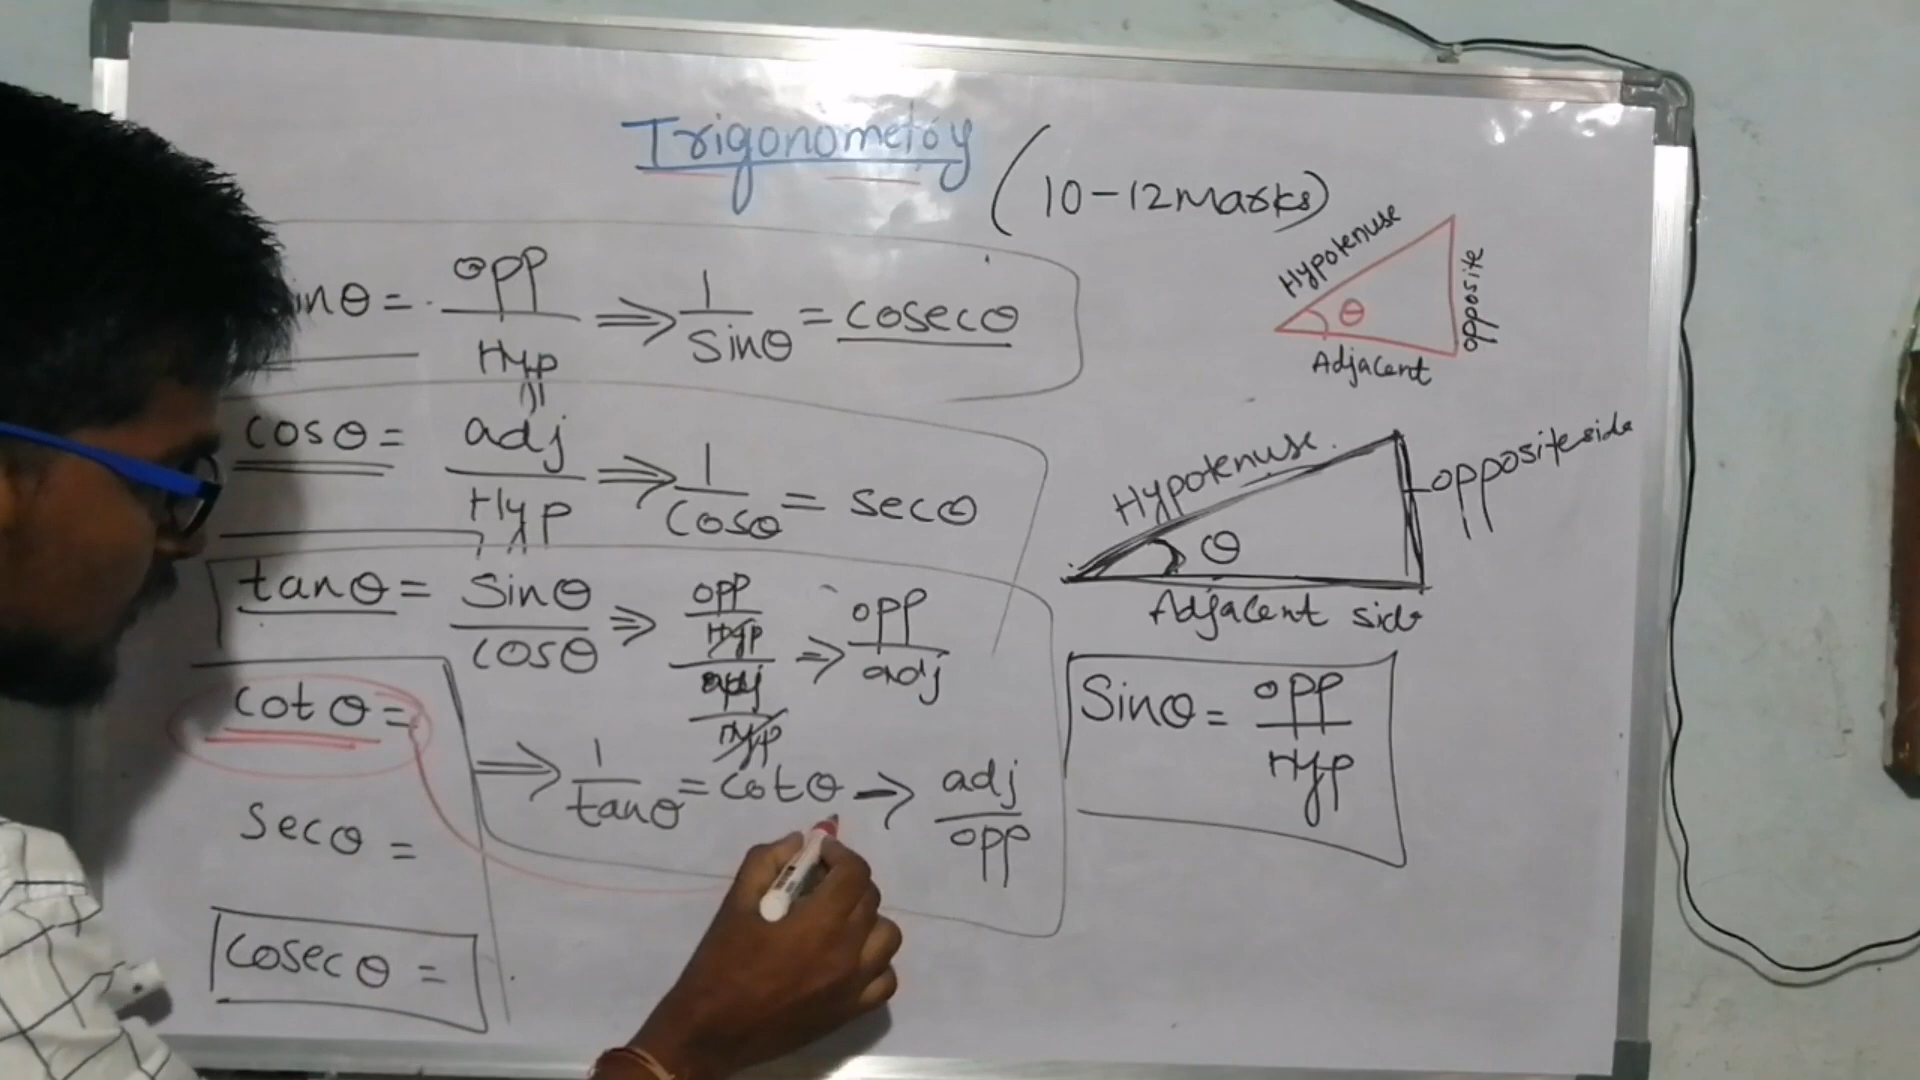 Trigonometry
(10-12 marks)
inθ = opp/Hyp ⇒ 1/sinθ = cosecθ
cosθ = adj/Hyp ⇒ 1/cosθ = secθ
tanθ = sinθ/cosθ ⇒ opp/Hyp/adj/Hyp ⇒ opp/adj
cotθ =
⇒ 1/tanθ = cotθ → adj/opp
secθ =
cosecθ =
Hypotenuse
opposite
θ
Adjacent
Hypotenuse
opposite side
θ
Adjacent side
Sinθ = opp/Hyp